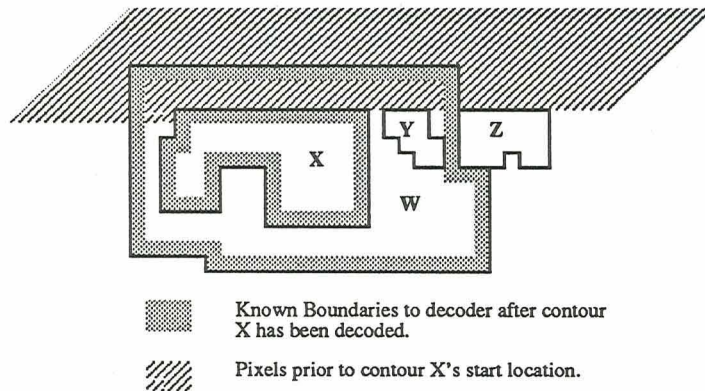 Y
Z
X
W
Known Boundaries to decoder after contour
X has been decoded.
Pixels prior to contour X's start location.